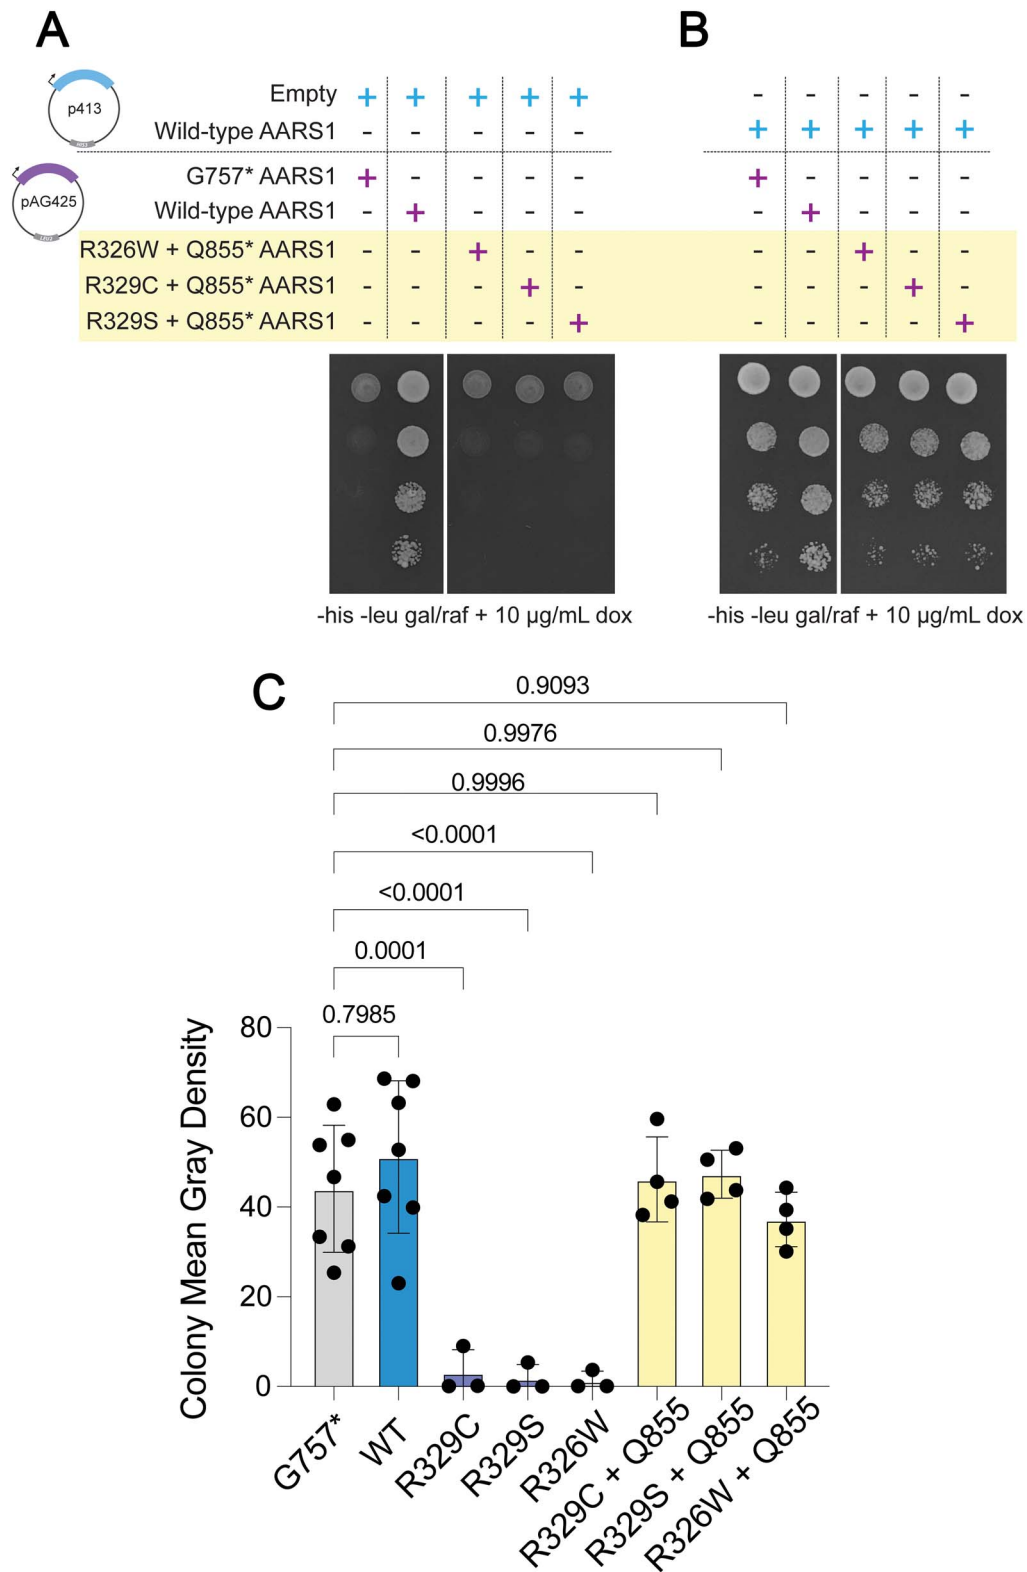 A
B
Empty + + + + + - - - - -
p413
Wild-type AARS1 - - - - - + + + + +
HIS3
G757* AARS1 + - - - - + - - - -
pAG425
Wild-type AARS1 - + - - - - + - - -
LEU2
R326W + Q855* AARS1 - - + - - - - + - -
R329C + Q855* AARS1 - - - + - - - - + -
R329S + Q855* AARS1 - - - - + - - - - +
-his -leu gal/raf + 10 µg/mL dox
-his -leu gal/raf + 10 µg/mL dox
C
0.9093
0.9976
0.9996
<0.0001
<0.0001
0.0001
0.7985
Colony Mean Gray Density
80
60
40
20
0
G757*
WT
R329C
R329S
R326W
R329C + Q855
R329S + Q855
R326W + Q855